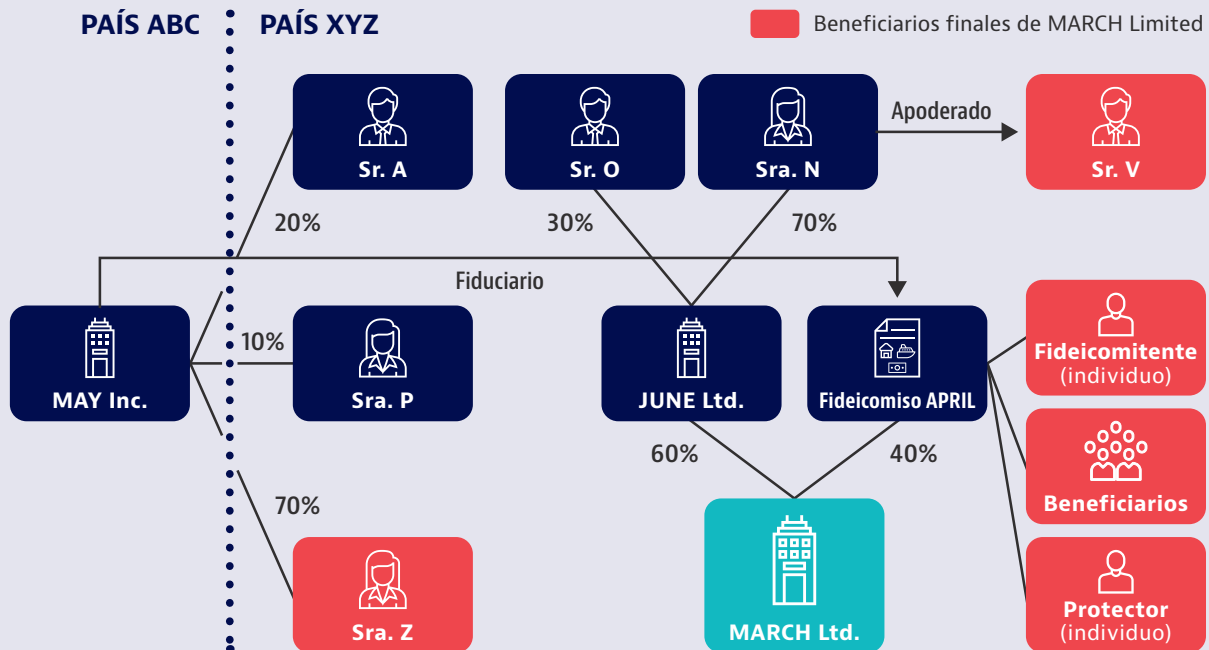 PAÍS ABC
PAÍS XYZ
Beneficiarios finales de MARCH Limited
Sr. A
Sr. O
Sra. N
Apoderado
Sr. V
20%
30%
70%
Fiduciario
MAY Inc.
10%
Sra. P
JUNE Ltd.
Fideicomiso APRIL
Fideicomitente
(individuo)
60%
40%
Beneficiarios
70%
Sra. Z
MARCH Ltd.
Protector
(individuo)